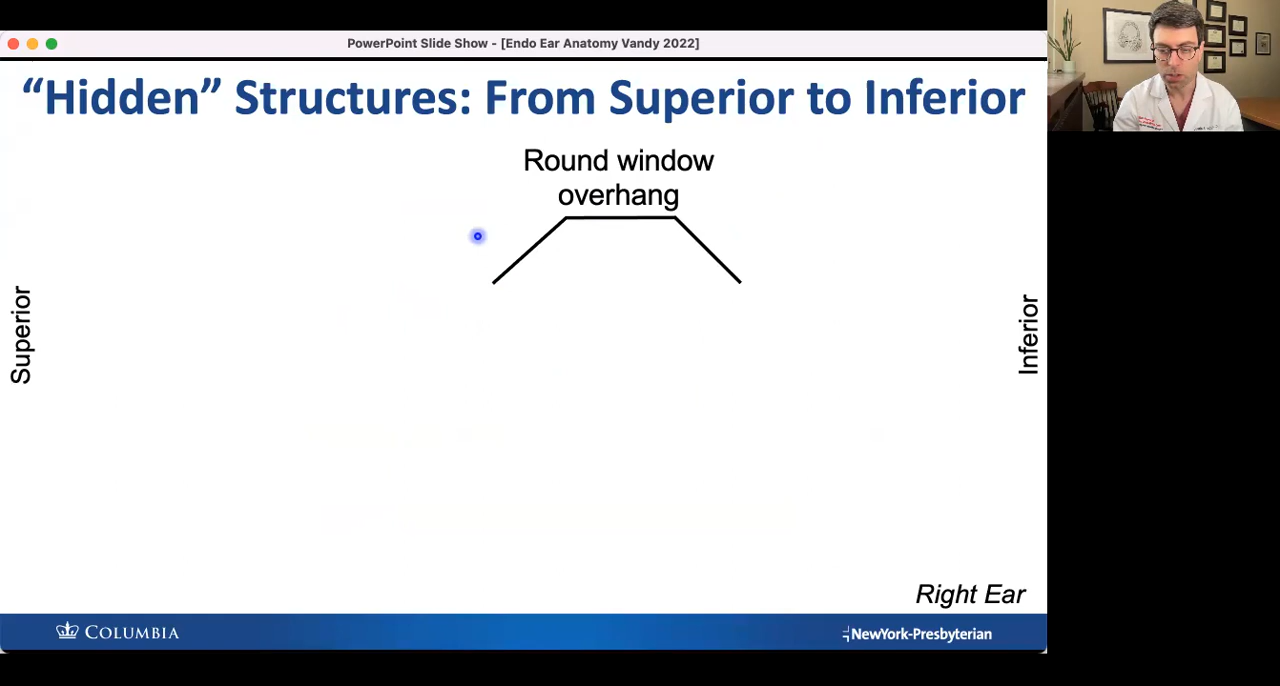 PowerPoint Slide Show - [Endo Ear Anatomy Vandy 2022]
“Hidden” Structures: From Superior to Inferior
Round window
overhang
Superior
Inferior
Right Ear
COLUMBIA
NewYork-Presbyterian